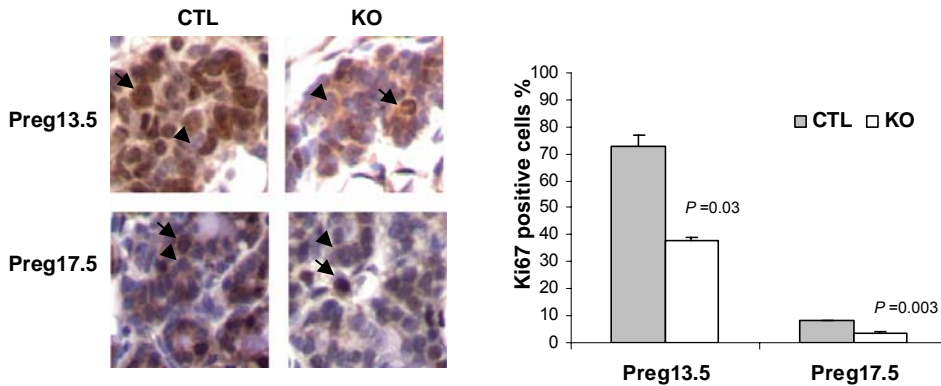 CTL KO
Preg13.5
Preg17.5
Ki67 positive cells %
100
90
80
70
60
50
40
30
20
10
0
CTL KO
P =0.03
P =0.003
Preg13.5 Preg17.5